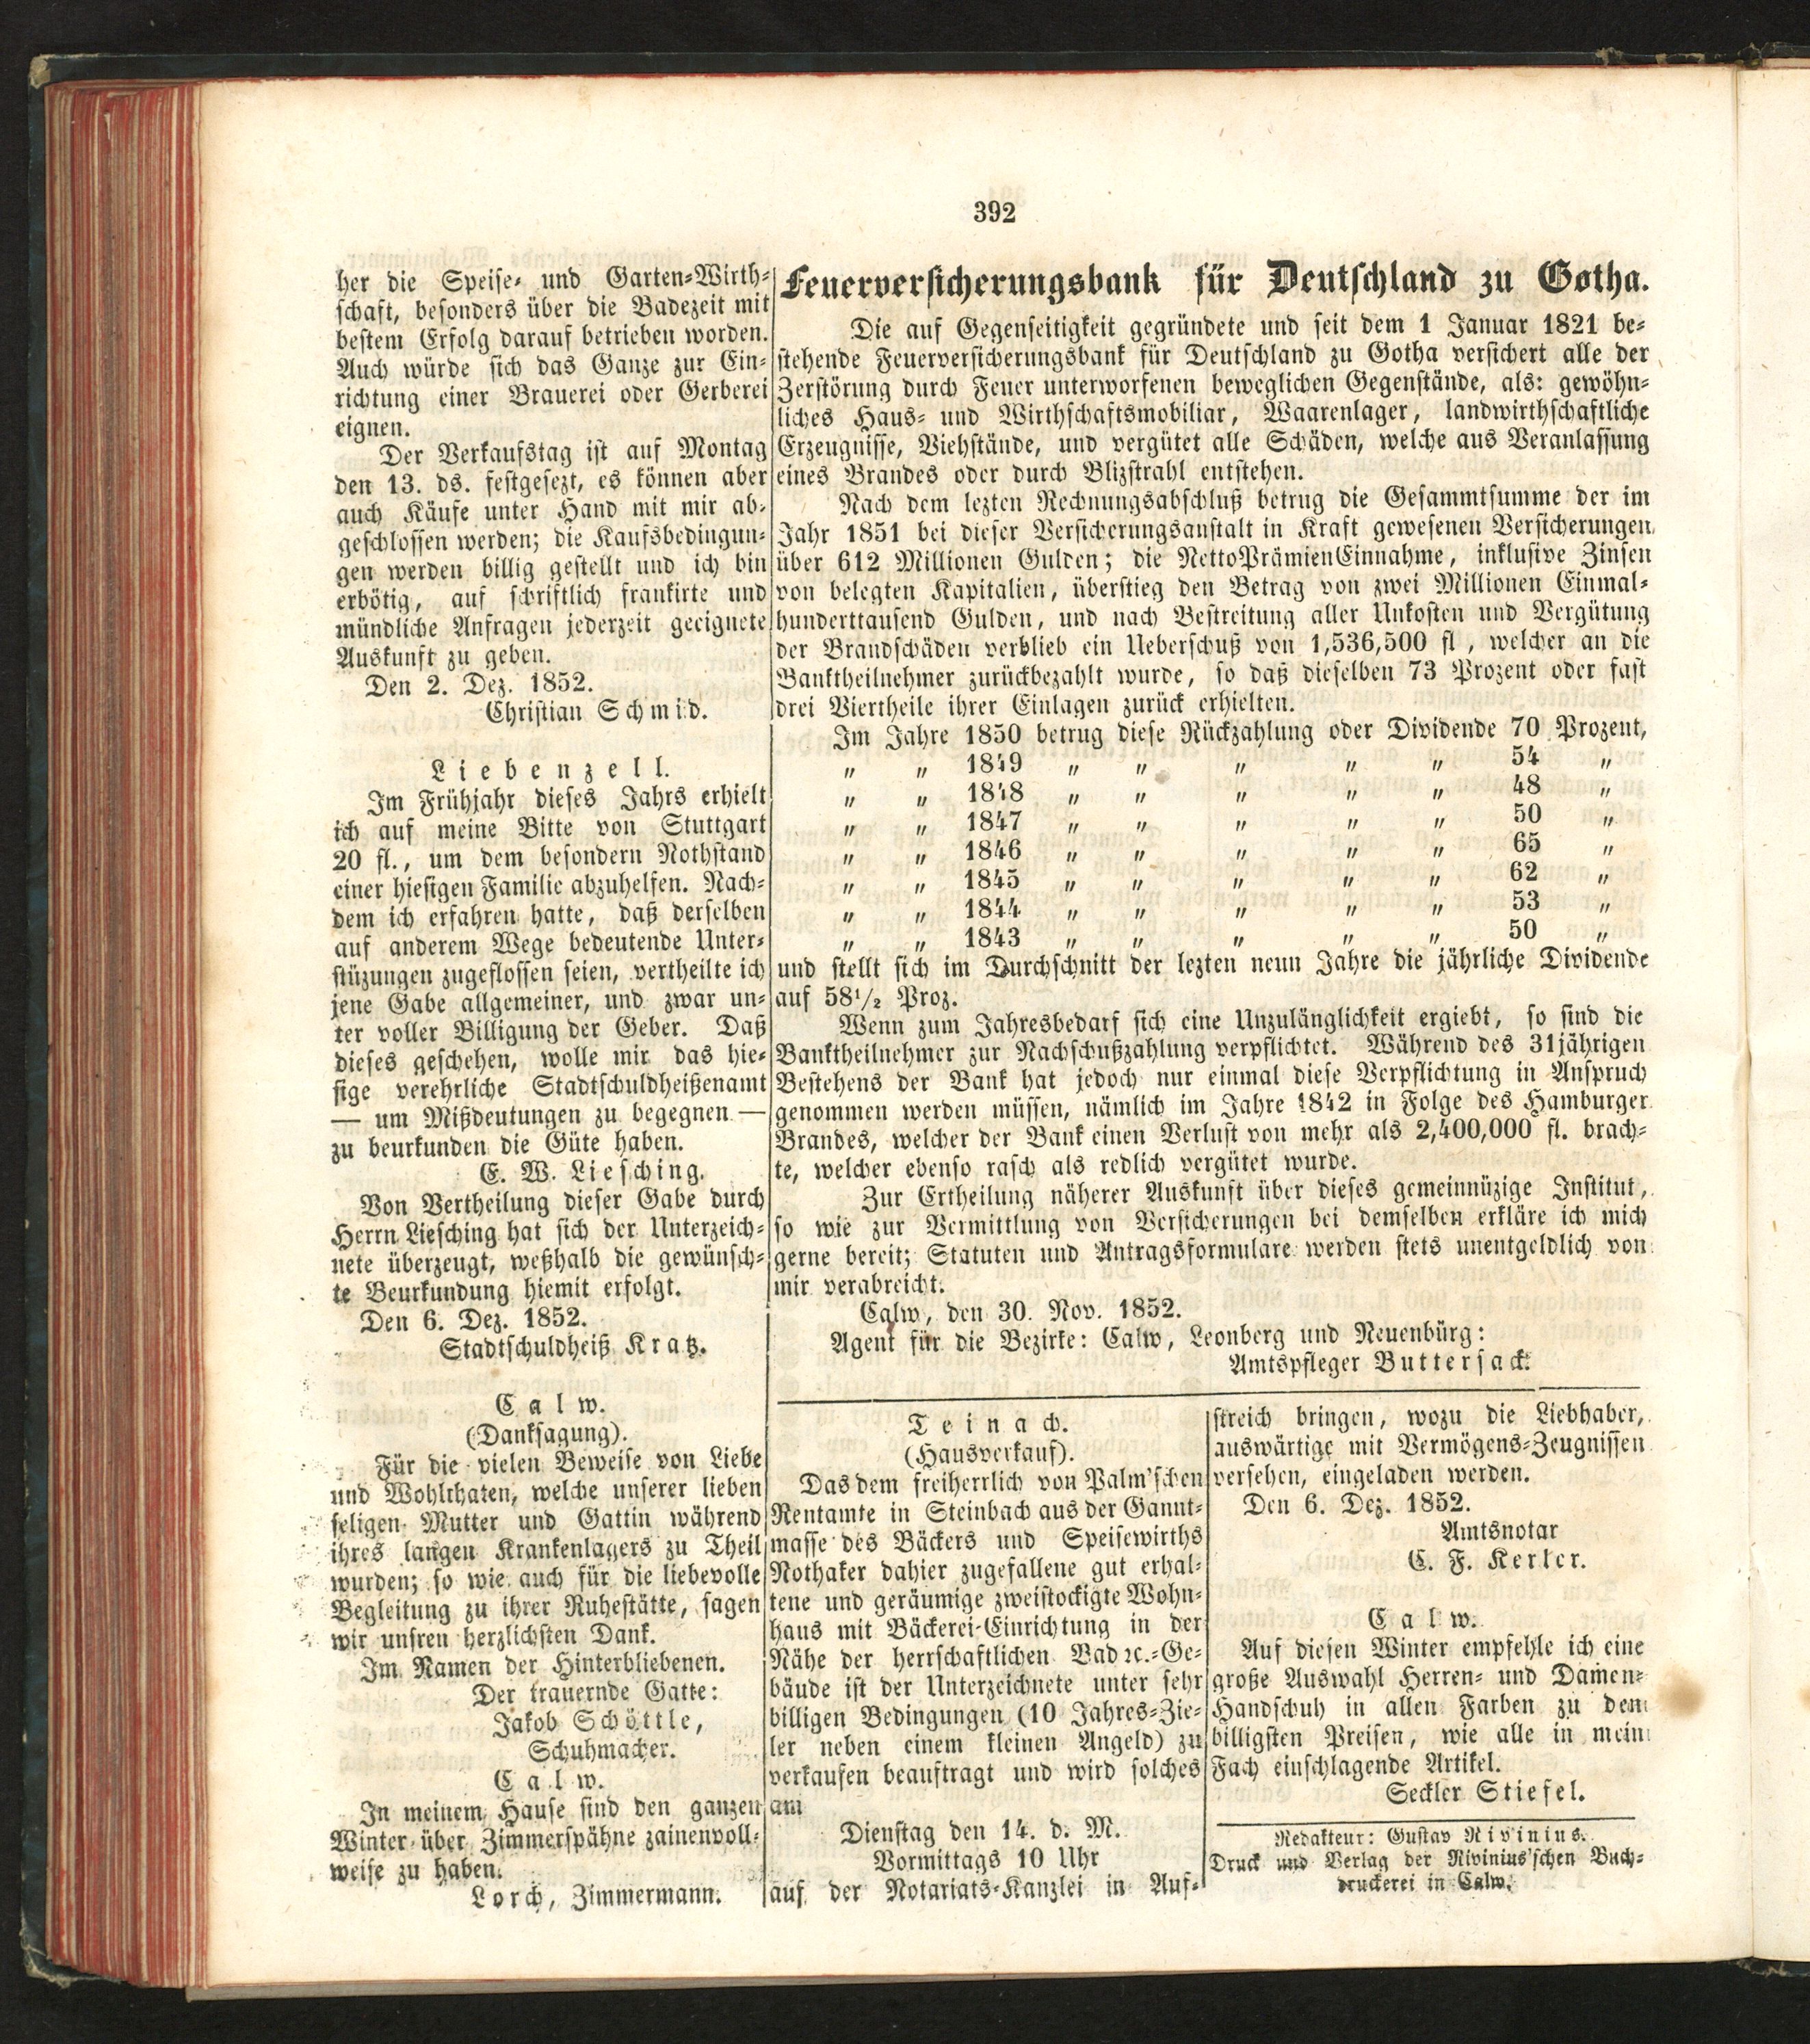 392
her die Speise- und Garten-Wirth-
schaft, besonders über die Badezeit mit
bestem Erfolg darauf betrieben worden.
Auch würde sich das Ganze zur Ein-
richtung einer Brauerei oder Gerberei
eignen.
Der Verkaufstag ist auf Montag
den 13. ds. festgesezt, es können aber
auch Käufe unter Hand mit mir ab-
geschlossen werden; die Kaufsbedingun-
gen werden billig gestellt und ich bin
erbötig, auf schriftlich frankirte und
mündliche Anfragen jederzeit geeignete
Auskunft zu geben.
Den 2. Dez. 1852.
Christian Schmid.
Liebenzell.
Im Frühjahr dieses Jahrs erhielt
ich auf meine Bitte von Stuttgart
20 fl., um dem besondern Nothstand
einer hiesigen Familie abzuhelfen. Nach-
dem ich erfahren hatte, daß derselben
auf anderem Wege bedeutende Unter-
stüzungen zugeflossen seien, vertheilte ich
jene Gabe allgemeiner, und zwar un-
ter voller Billigung der Geber. Daß
dieses geschehen, wolle mir das hie-
sige verehrliche Stadtschuldheißenamt
— um Mißdeutungen zu begegnen —
zu beurkunden die Güte haben.
E. W. Liesching.
Von Vertheilung dieser Gabe durch
Herrn Liesching hat sich der Unterzeich-
nete überzeugt, weßhalb die gewünsch-
te Beurkundung hiemit erfolgt.
Den 6. Dez. 1852.
Stadtschuldheiß Kratz.
Calw.
(Danksagung).
Für die vielen Beweise von Liebe
und Wohlthaten, welche unserer lieben
seligen Mutter und Gattin während
ihres langen Krankenlagers zu Theil
wurden; so wie auch für die liebevolle
Begleitung zu ihrer Ruhestätte, sagen
wir unsren herzlichsten Dank.
Im Namen der Hinterbliebenen.
Der trauernde Gatte:
Jakob Schöttle,
Schuhmacher.
Calw.
In meinem Hause sind den ganzen
Winter über Zimmerspähne zainenvoll-
weise zu haben.
Lorch, Zimmermann.
Feuerversicherungsbank für Deutschland zu Gotha.
Die auf Gegenseitigkeit gegründete und seit dem 1 Januar 1821 be-
stehende Feuerversicherungsbank für Deutschland zu Gotha versichert alle der
Zerstörung durch Feuer unterworfenen beweglichen Gegenstände, als: gewöhn-
liches Haus- und Wirthschaftsmobiliar, Waarenlager, landwirthschaftliche
Erzeugnisse, Viehstände, und vergütet alle Schäden, welche aus Veranlassung
eines Brandes oder durch Blizstrahl entstehen.
Nach dem lezten Rechnungsabschluß betrug die Gesammtsumme der im
Jahr 1851 bei dieser Versicherungsanstalt in Kraft gewesenen Versicherungen
über 612 Millionen Gulden; die NettoPrämienEinnahme, inklusive Zinsen
von belegten Kapitalien, überstieg den Betrag von zwei Millionen Einmal-
hunderttausend Gulden, und nach Bestreitung aller Unkosten und Vergütung
der Brandschäden verblieb ein Ueberschuß von 1,536,500 fl, welcher an die
Banktheilnehmer zurückbezahlt wurde, so daß dieselben 73 Prozent oder fast
drei Viertheile ihrer Einlagen zurück erhielten.
Im Jahre 1850 betrug diese Rückzahlung oder Dividende 70 Prozent,
" " 1849 " " " " " 54 "
" " 1848 " " " " " 48 "
" " 1847 " " " " " 50 "
" " 1846 " " " " " 65 "
" " 1845 " " " " " 62 "
" " 1844 " " " " " 53 "
" " 1843 " " " " " 50 "
und stellt sich im Durchschnitt der lezten neun Jahre die jährliche Dividende
auf 58½ Proz.
Wenn zum Jahresbedarf sich eine Unzulänglichkeit ergiebt, so sind die
Banktheilnehmer zur Nachschußzahlung verpflichtet. Während des 31jährigen
Bestehens der Bank hat jedoch nur einmal diese Verpflichtung in Anspruch
genommen werden müssen, nämlich im Jahre 1842 in Folge des Hamburger
Brandes, welcher der Bank einen Verlust von mehr als 2,400,000 fl. brach-
te, welcher ebenso rasch als redlich vergütet wurde.
Zur Ertheilung näherer Auskunft über dieses gemeinnüzige Institut,
so wie zur Vermittlung von Versicherungen bei demselben erkläre ich mich
gerne bereit; Statuten und Antragsformulare werden stets unentgeldlich von
mir verabreicht.
Calw, den 30. Nov. 1852.
Agent für die Bezirke: Calw, Leonberg und Neuenbürg:
Amtspfleger Buttersack.
Teinach.
(Hausverkauf).
Das dem freiherrlich von Palm'schen
Rentamte in Steinbach aus der Gannt-
masse des Bäckers und Speisewirths
Nothaker dahier zugefallene gut erhal-
tene und geräumige zweistockigte Wohn-
haus mit Bäckerei-Einrichtung in der
Nähe der herrschaftlichen Bad ꝛc.-Ge-
bäude ist der Unterzeichnete unter sehr
billigen Bedingungen (10 Jahres-Zie-
ler neben einem kleinen Angeld) zu
verkaufen beauftragt und wird solches
am
Dienstag den 14. d. M.
Vormittags 10 Uhr
auf der Notariats-Kanzlei in Auf-
streich bringen, wozu die Liebhaber,
auswärtige mit Vermögens-Zeugnissen
versehen, eingeladen werden.
Den 6. Dez. 1852.
Amtsnotar
C. F. Kerler.
Calw.
Auf diesen Winter empfehle ich eine
große Auswahl Herren- und Damen-
Handschuh in allen Farben zu dem
billigsten Preisen, wie alle in mein
Fach einschlagende Artikel.
Seckler Stiefel.
Redakteur: Gustav Rivinius.
Druck und Verlag der Rivinius'schen Buch-
druckerei in Calw.